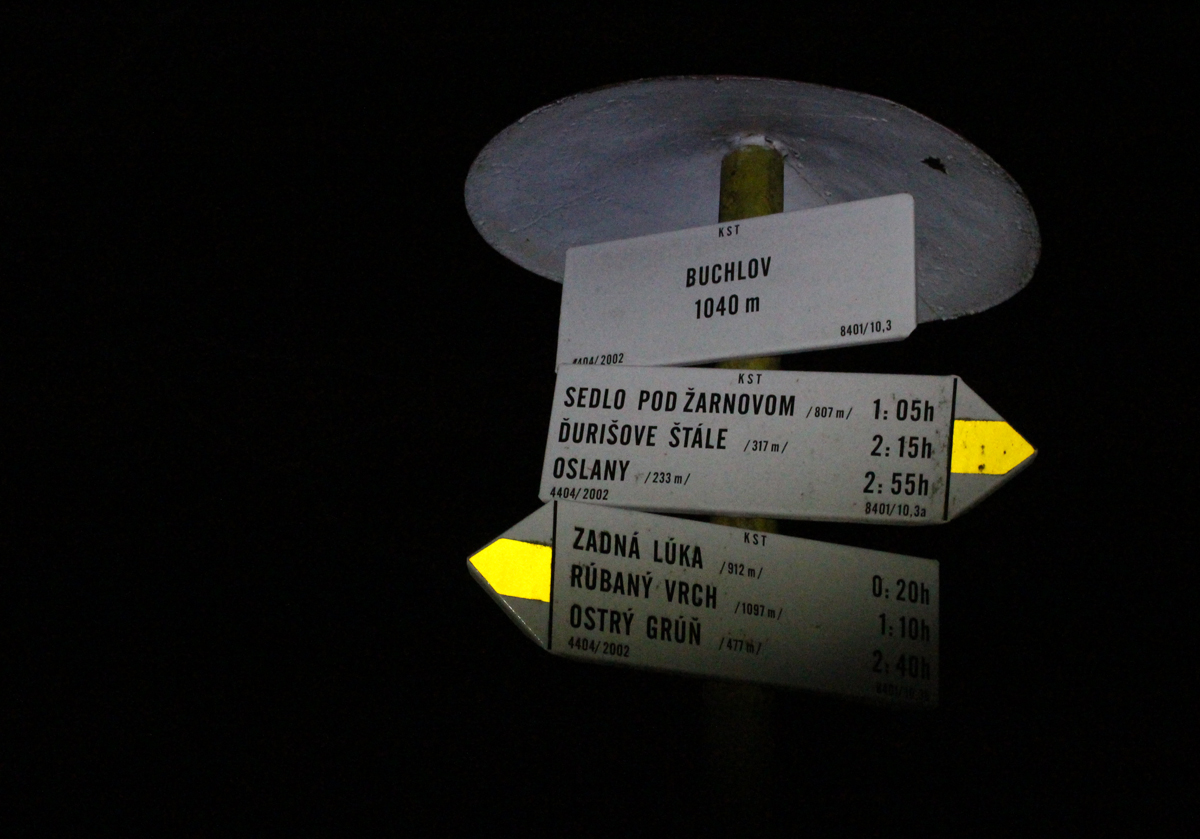 KST
BUCHLOV
1040 m
8401/10,3
4404/2002
KST
SEDLO POD ŽARNOVOM /807 m/ 1:05h
ĎURIŠOVE ŠTÁLE /317 m/ 2:15h
OSLANY /233 m/ 2:55h
4404/2002 8401/10,3a
KST
ZADNÁ LÚKA /912 m/ 0:20h
RÚBANÝ VRCH /1097 m/ 1:10h
OSTRÝ GRÚŇ /477 m/ 2:40h
4404/2002